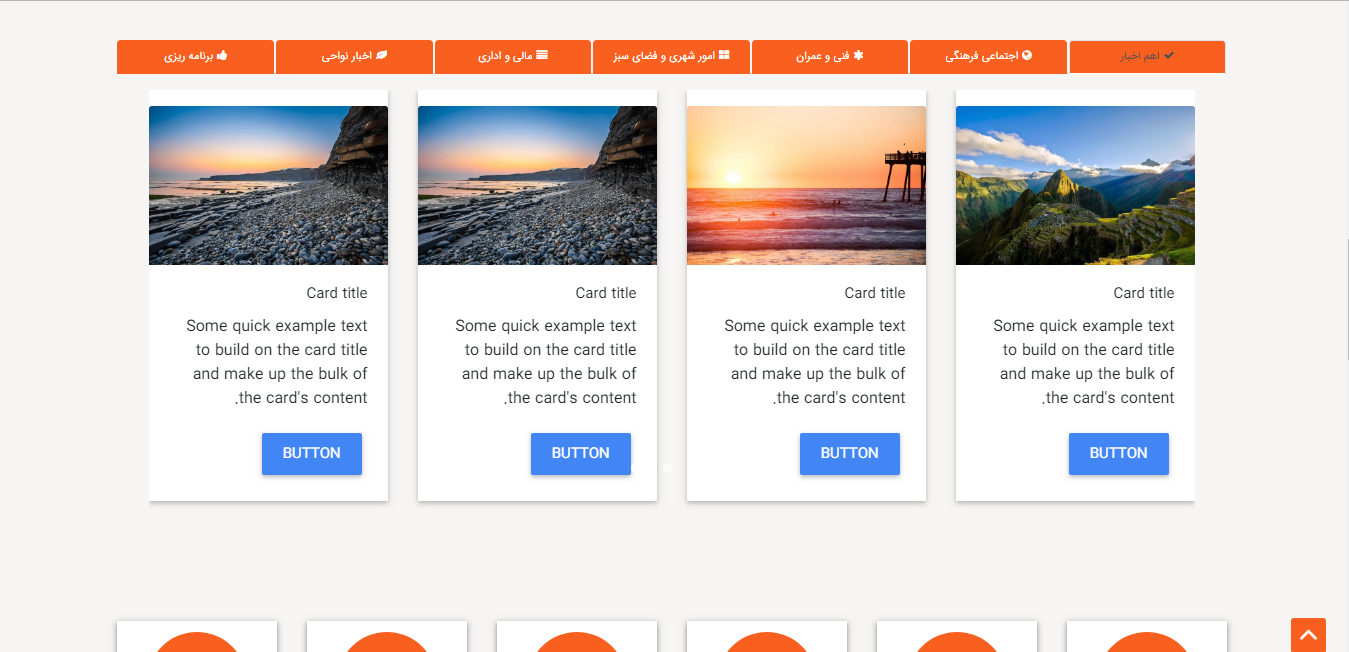 اهم اخبار
اجتماعی فرهنگی
فنی و عمران
امور شهری و فضای سبز
مالی و اداری
اخبار نواحی
برنامه ریزی
Card title
Some quick example text
to build on the card title
and make up the bulk of
.the card's content
BUTTON
Card title
Some quick example text
to build on the card title
and make up the bulk of
.the card's content
BUTTON
Card title
Some quick example text
to build on the card title
and make up the bulk of
.the card's content
BUTTON
Card title
Some quick example text
to build on the card title
and make up the bulk of
.the card's content
BUTTON